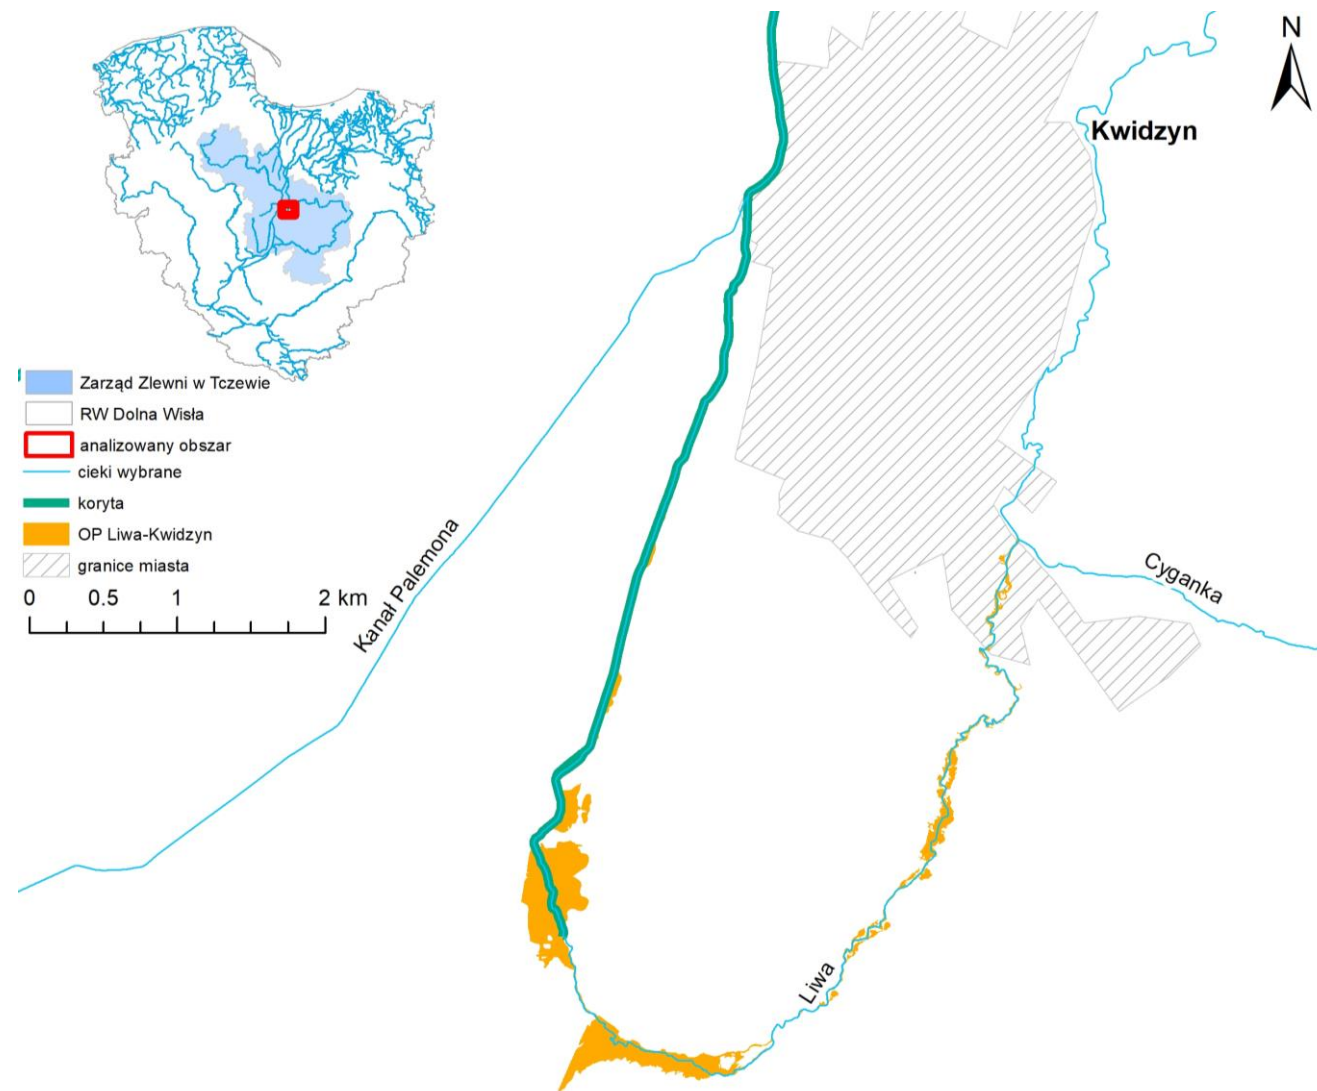 N
Kwidzyn
Zarząd Zlewni w Tczewie
RW Dolna Wisła
analizowany obszar
cieki wybrane
koryta
OP Liwa-Kwidzyn
granice miasta
0 0.5 1 2 km
Kanał Palemona
Cyganka
Liwa